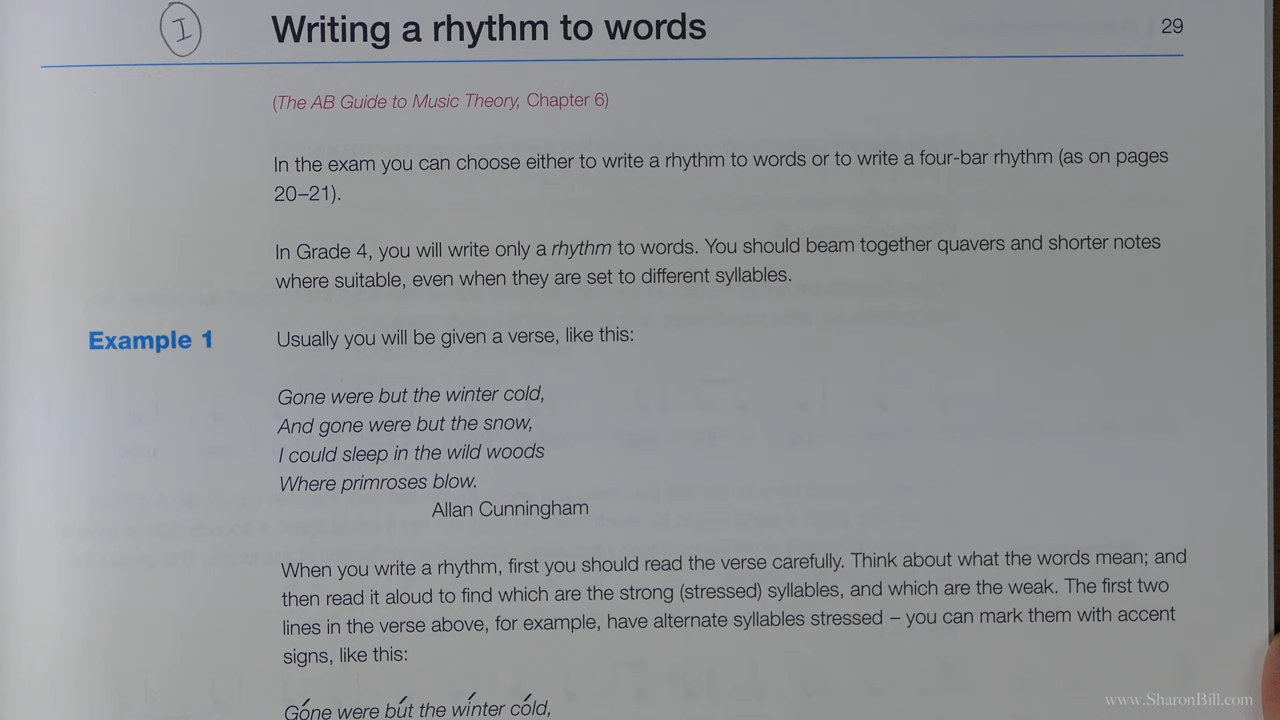 I
Writing a rhythm to words
29
(The AB Guide to Music Theory, Chapter 6)
In the exam you can choose either to write a rhythm to words or to write a four-bar rhythm (as on pages
20–21).
In Grade 4, you will write only a rhythm to words. You should beam together quavers and shorter notes
where suitable, even when they are set to different syllables.
Example 1
Usually you will be given a verse, like this:
Gone were but the winter cold,
And gone were but the snow,
I could sleep in the wild woods
Where primroses blow.
Allan Cunningham
When you write a rhythm, first you should read the verse carefully. Think about what the words mean; and
then read it aloud to find which are the strong (stressed) syllables, and which are the weak. The first two
lines in the verse above, for example, have alternate syllables stressed – you can mark them with accent
signs, like this:
Góne were bút the wínter cóld,
www.SharonBill.com